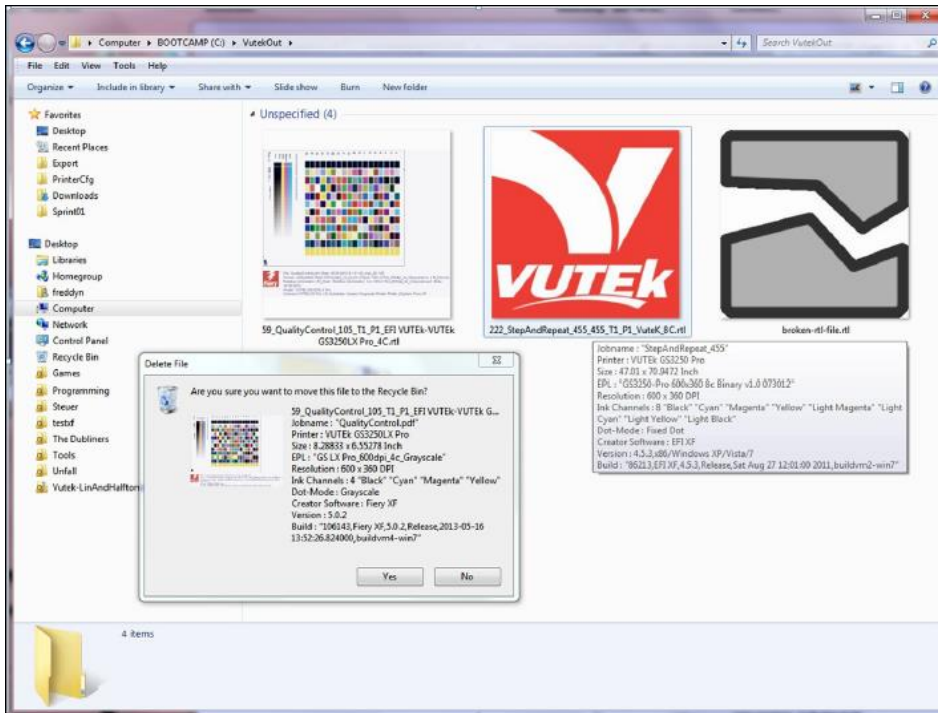 Computer ▸ BOOTCAMP (C:) ▸ VutekOut ▸
Search VutekOut
File Edit View Tools Help
Organize Include in library Share with Slide show Burn New folder
Favorites
Desktop
Recent Places
Export
PrinterCfg
Downloads
Sprint01
Desktop
Libraries
Homegroup
freddyn
Computer
Network
Control Panel
Recycle Bin
Games
Programming
Steuer
testxf
The Dubliners
Tools
Unfall
Unspecified (4)
fiery
VUTEk
59_QualityControl_105_T1_P1_EFI VUTEk-VUTEk
GS3250LX Pro_4C.rtl
222_StepAndRepeat_455_455_T1_P1_VuteK_8C.rtl
broken-rtl-file.rtl
Jobname : "StepAndRepeat_455"
Printer : VUTEk GS3250 Pro
Size : 47.01 x 70.9472 Inch
EPL : "GS3250-Pro 600x360 8c Binary v1.0 073012"
Resolution : 600 x 360 DPI
Ink Channels : 8 "Black" "Cyan" "Magenta" "Yellow" "Light Magenta" "Light
Cyan" "Light Yellow" "Light Black"
Dot-Mode : Fixed Dot
Creator Software : EFI XF
Version : 4.5.3,x86/Windows XP/Vista/7
Build : "86213,EFI XF,4.5.3,Release,Sat Aug 27 12:01:00 2011,buildvm2-win7"
Delete File
Are you sure you want to move this file to the Recycle Bin?
59_QualityControl_105_T1_P1_EFI VUTEk-VUTEk G...
Jobname : "QualityControl.pdf"
Printer : VUTEk GS3250LX Pro
Size : 8.28833 x 6.55278 Inch
EPL : "GS LX Pro_600dpi_4c_Grayscale"
Resolution : 600 x 360 DPI
Ink Channels : 4 "Black" "Cyan" "Magenta" "Yellow"
Dot-Mode : Grayscale
Creator Software : Fiery XF
Version : 5.0.2
Build : "106143,Fiery XF,5.0.2,Release,2013-05-16
13:52:26.824000,buildvm4-win7"
Yes No
4 items